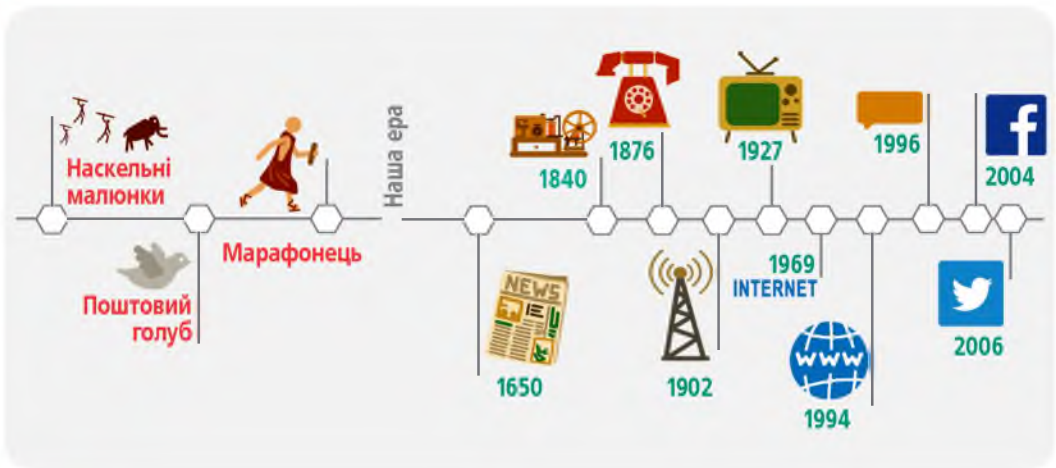 Наскельні
малюнки
Поштовий
голуб
Марафонець
Наша ера
NEWS
1650
1840
1876
1902
1927
1969
INTERNET
www
1994
1996
f
2004
2006